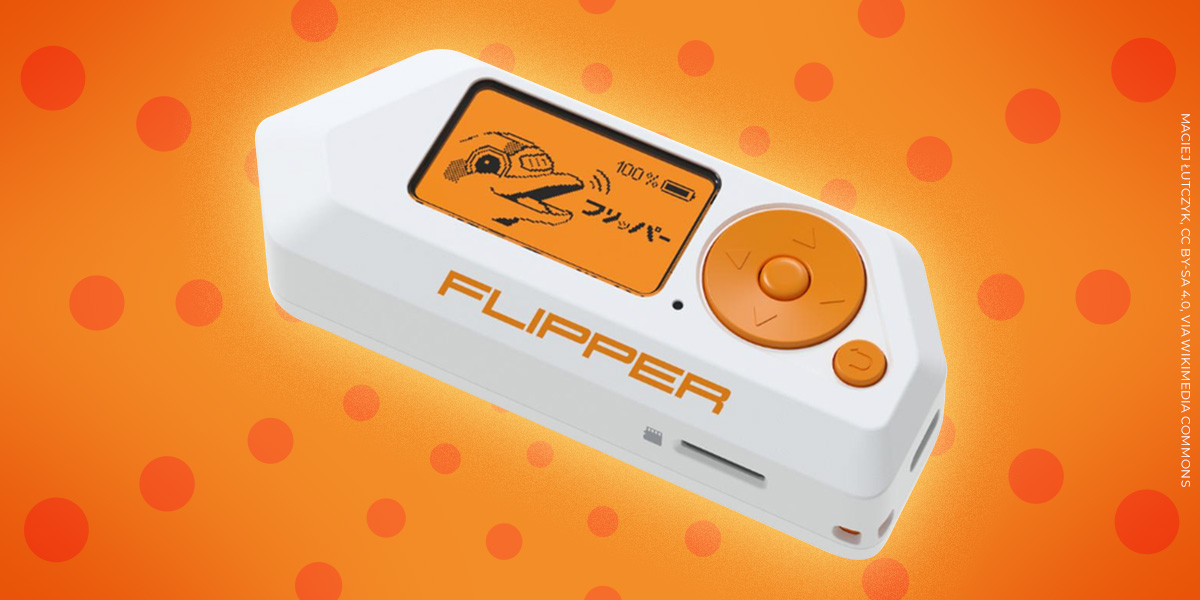 100%
フリッパー
FLIPPER
MACIEJ ŁUTCZYK, CC BY-SA 4.0, VIA WIKIMEDIA COMMONS